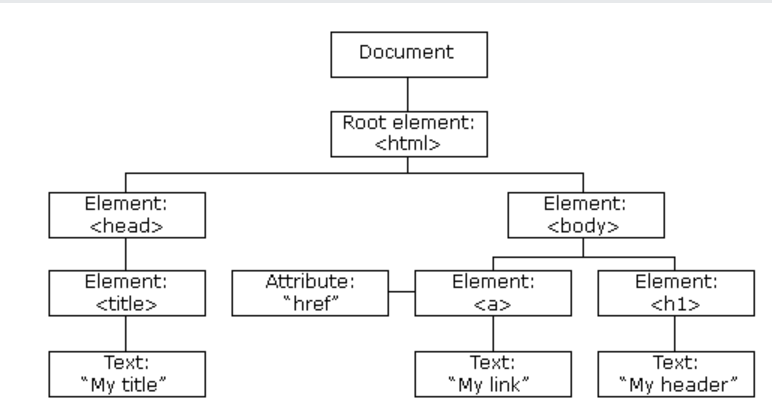 Document
Root element:
<html>
Element:
<head>
Element:
<body>
Element:
<title>
Attribute:
“href”
Element:
<a>
Element:
<h1>
Text:
“My title”
Text:
“My link”
Text:
“My header”